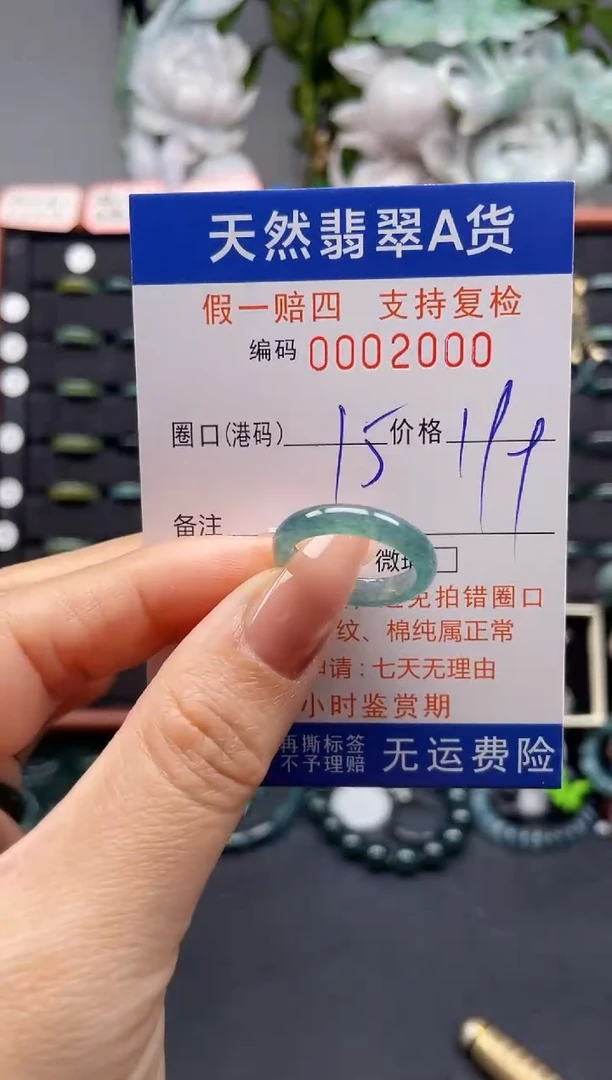 天然翡翠A货
假一赔四 支持复检
编码 0002000
圈口(港码) 15 价格
备注
微
免拍错圈口
纹、棉纯属正常
申请:七天无理由
小时鉴赏期
再撕标签
不予理赔 无运费险